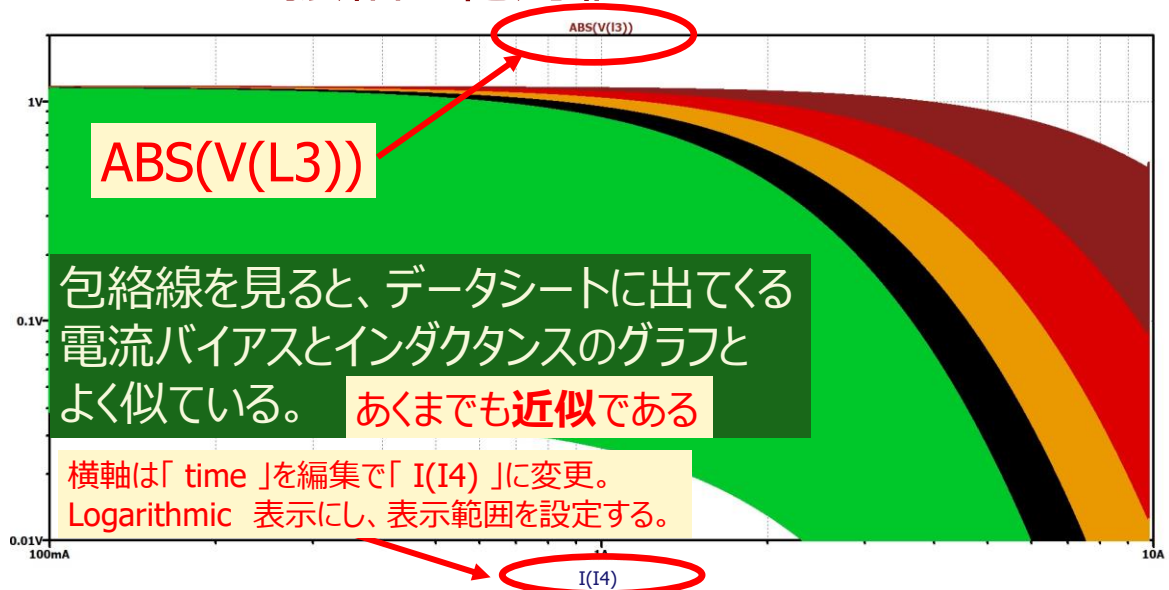 ABS(V(l3))
1V
ABS(V(L3))
包絡線を見ると、データシートに出てくる
電流バイアスとインダクタンスのグラフと
よく似ている。
あくまでも近似である
0.1V
横軸は「 time 」を編集で「 I(I4) 」に変更。
Logarithmic 表示にし、表示範囲を設定する。
0.01V
100mA
1A
10A
I(I4)